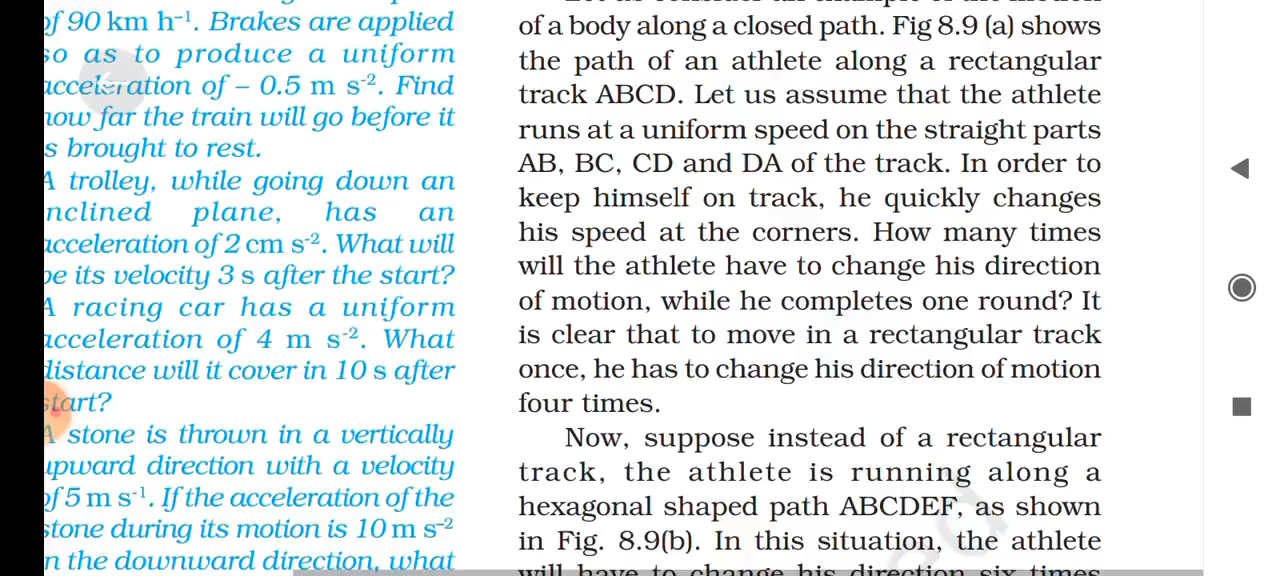 of 90 km h⁻¹. Brakes are applied
so as to produce a uniform
acceleration of – 0.5 m s⁻². Find
how far the train will go before it
s brought to rest.
A trolley, while going down an
nclined plane, has an
acceleration of 2 cm s⁻². What will
be its velocity 3 s after the start?
A racing car has a uniform
acceleration of 4 m s⁻². What
distance will it cover in 10 s after
start?
A stone is thrown in a vertically
upward direction with a velocity
of 5 m s⁻¹. If the acceleration of the
stone during its motion is 10 m s⁻²
n the downward direction, what
of a body along a closed path. Fig 8.9 (a) shows
the path of an athlete along a rectangular
track ABCD. Let us assume that the athlete
runs at a uniform speed on the straight parts
AB, BC, CD and DA of the track. In order to
keep himself on track, he quickly changes
his speed at the corners. How many times
will the athlete have to change his direction
of motion, while he completes one round? It
is clear that to move in a rectangular track
once, he has to change his direction of motion
four times.
Now, suppose instead of a rectangular
track, the athlete is running along a
hexagonal shaped path ABCDEF, as shown
in Fig. 8.9(b). In this situation, the athlete
will have to change his direction six times